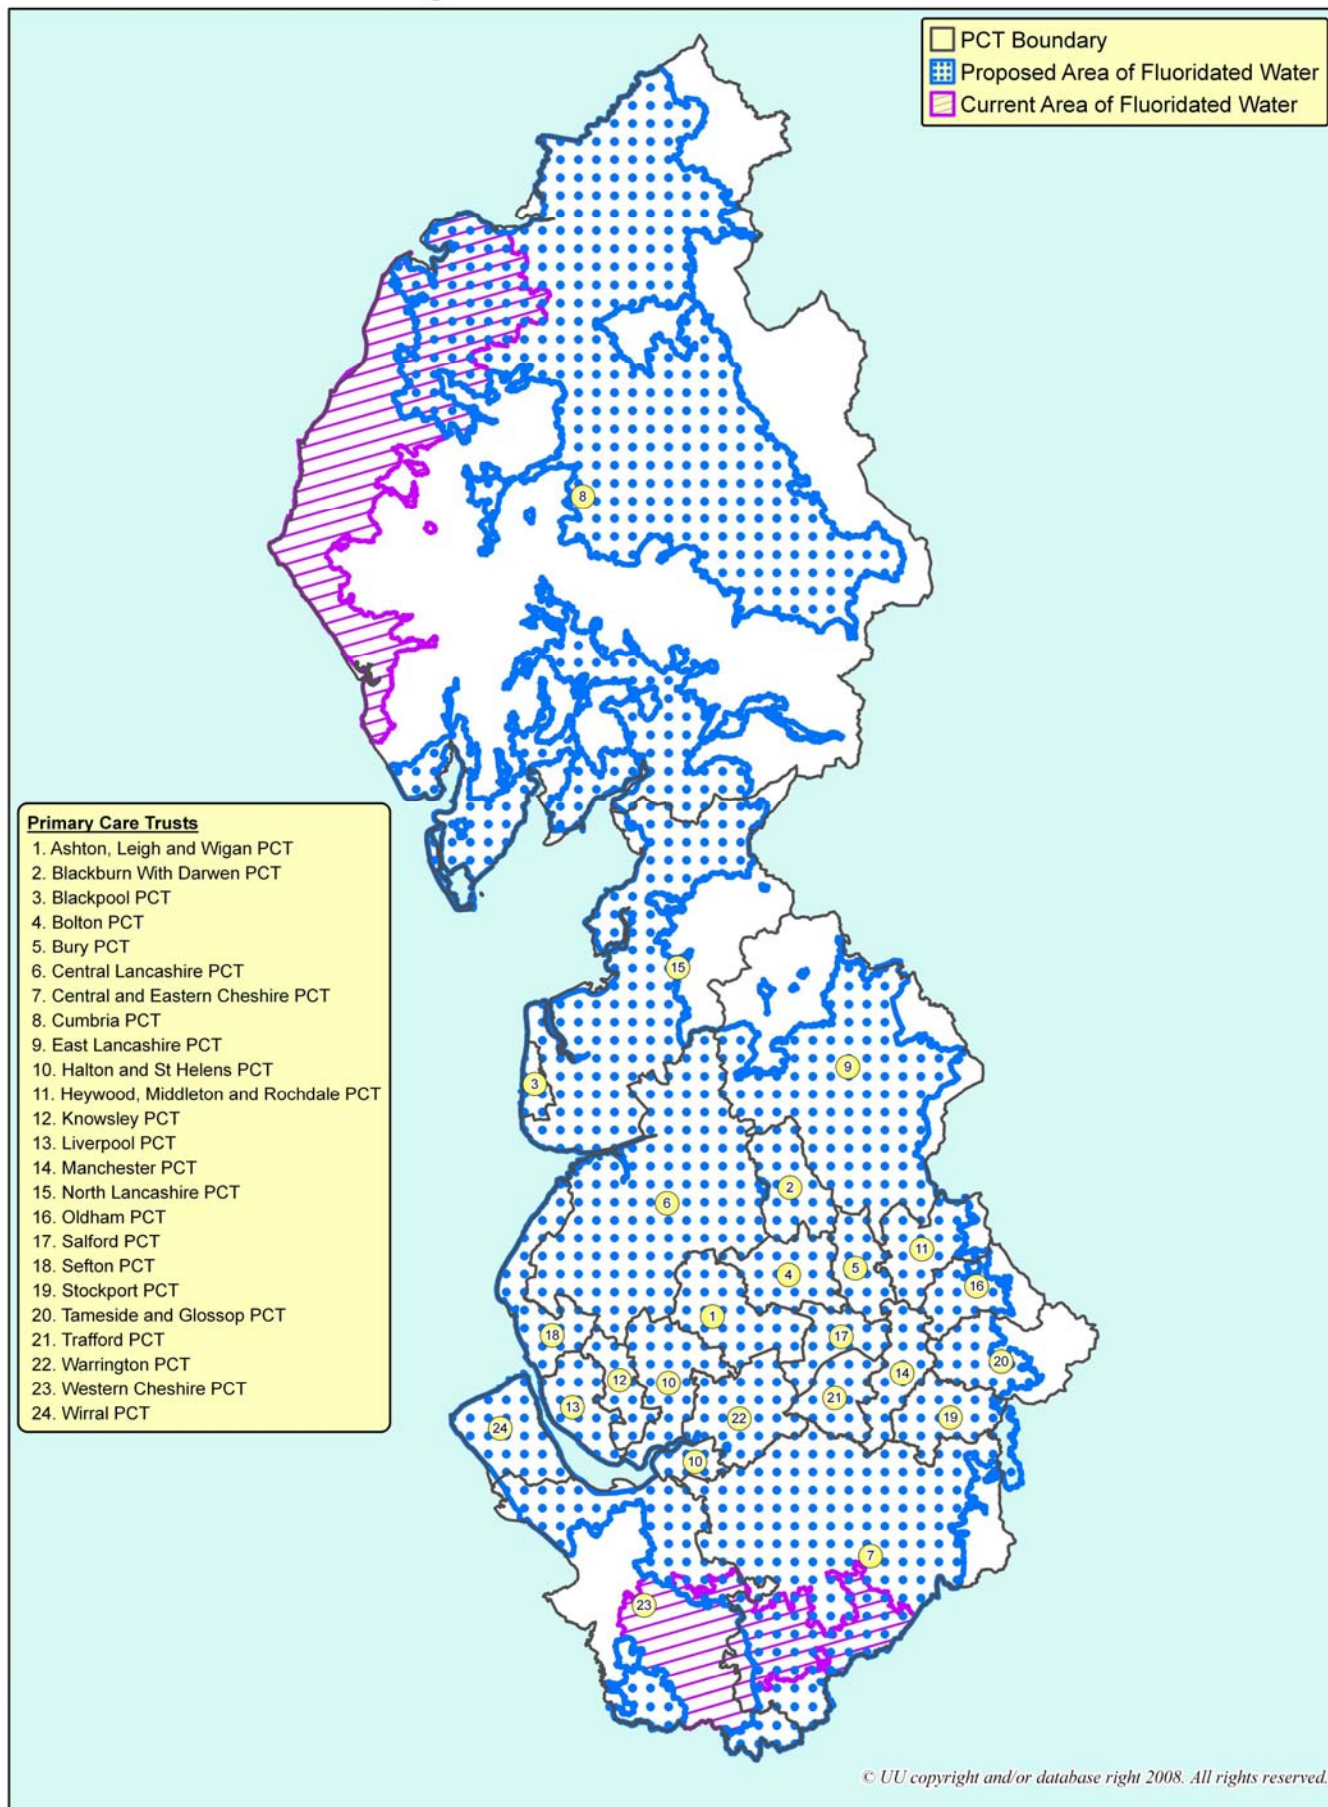 PCT Boundary
Proposed Area of Fluoridated Water
Current Area of Fluoridated Water
8
Primary Care Trusts
1. Ashton, Leigh and Wigan PCT
2. Blackburn With Darwen PCT
3. Blackpool PCT
4. Bolton PCT
5. Bury PCT
6. Central Lancashire PCT
7. Central and Eastern Cheshire PCT
8. Cumbria PCT
9. East Lancashire PCT
10. Halton and St Helens PCT
11. Heywood, Middleton and Rochdale PCT
12. Knowsley PCT
13. Liverpool PCT
14. Manchester PCT
15. North Lancashire PCT
16. Oldham PCT
17. Salford PCT
18. Sefton PCT
19. Stockport PCT
20. Tameside and Glossop PCT
21. Trafford PCT
22. Warrington PCT
23. Western Cheshire PCT
24. Wirral PCT
15
9
3
2
6
11
5
4
16
1
18
17
20
14
12
10
21
13
22
19
24
10
7
23
© UU copyright and/or database right 2008. All rights reserved.